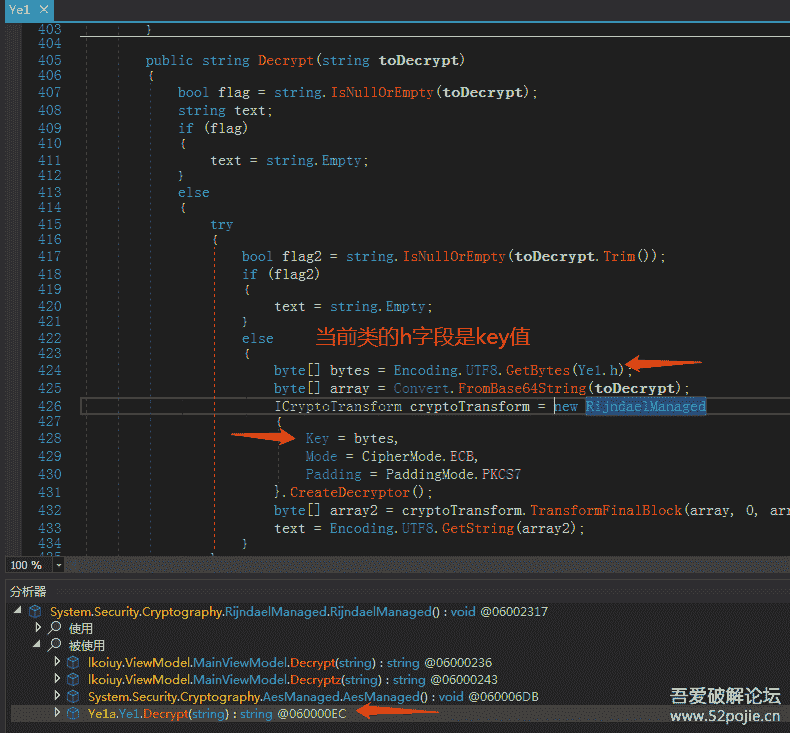 Ye1 ×
403 }
404
405 public string Decrypt(string toDecrypt)
406 {
407 bool flag = string.IsNullOrEmpty(toDecrypt);
408 string text;
409 if (flag)
410 {
411 text = string.Empty;
412 }
413 else
414 {
415 try
416 {
417 bool flag2 = string.IsNullOrEmpty(toDecrypt.Trim());
418 if (flag2)
419 {
420 text = string.Empty;
421 }
422 else
当前类的h字段是key值
423 {
424 byte[] bytes = Encoding.UTF8.GetBytes(Ye1.h);
425 byte[] array = Convert.FromBase64String(toDecrypt);
426 ICryptoTransform cryptoTransform = new RijndaelManaged
427 {
428 Key = bytes,
429 Mode = CipherMode.ECB,
430 Padding = PaddingMode.PKCS7
431 }.CreateDecryptor();
432 byte[] array2 = cryptoTransform.TransformFinalBlock(array, 0, arr
433 text = Encoding.UTF8.GetString(array2);
434 }
100 %
分析器
System.Security.Cryptography.RijndaelManaged.RijndaelManaged() : void @06002317
使用
被使用
lkoiuy.ViewModel.MainViewModel.Decrypt(string) : string @06000236
lkoiuy.ViewModel.MainViewModel.Decryptz(string) : string @06000243
System.Security.Cryptography.AesManaged.AesManaged() : void @060006DB
Ye1a.Ye1.Decrypt(string) : string @060000EC
吾爱破解论坛
www.52pojie.cn